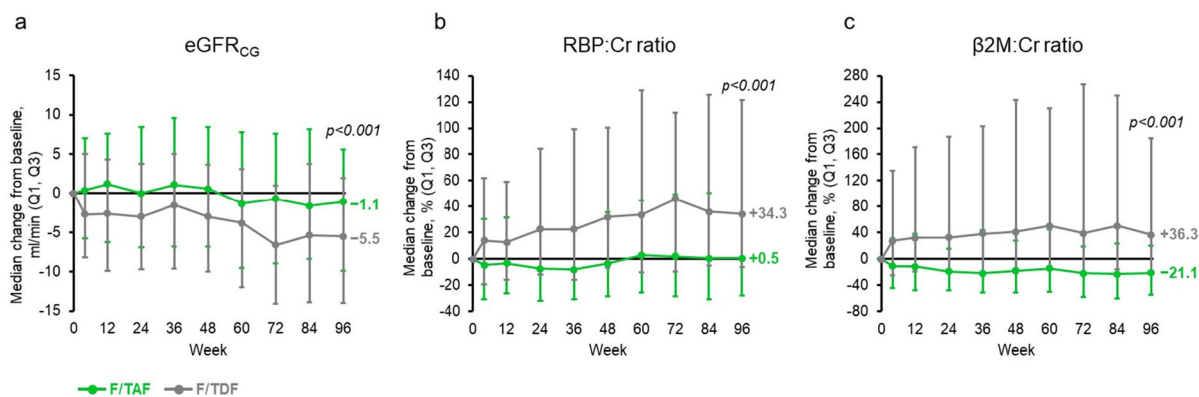 a
eGFRCG
Median change from baseline,
ml/min (Q1, Q3)
15
10
5
0
−5
−10
−15
p<0.001
−1.1
−5.5
0 12 24 36 48 60 72 84 96
Week
b
RBP:Cr ratio
Median change from
baseline, % (Q1, Q3)
140
120
100
80
60
40
20
0
-20
-40
p<0.001
+34.3
+0.5
0 12 24 36 48 60 72 84 96
Week
c
β2M:Cr ratio
Median change from
baseline, % (Q1, Q3)
280
240
200
160
120
80
40
0
-40
-80
p<0.001
+36.3
−21.1
0 12 24 36 48 60 72 84 96
Week
F/TAF F/TDF